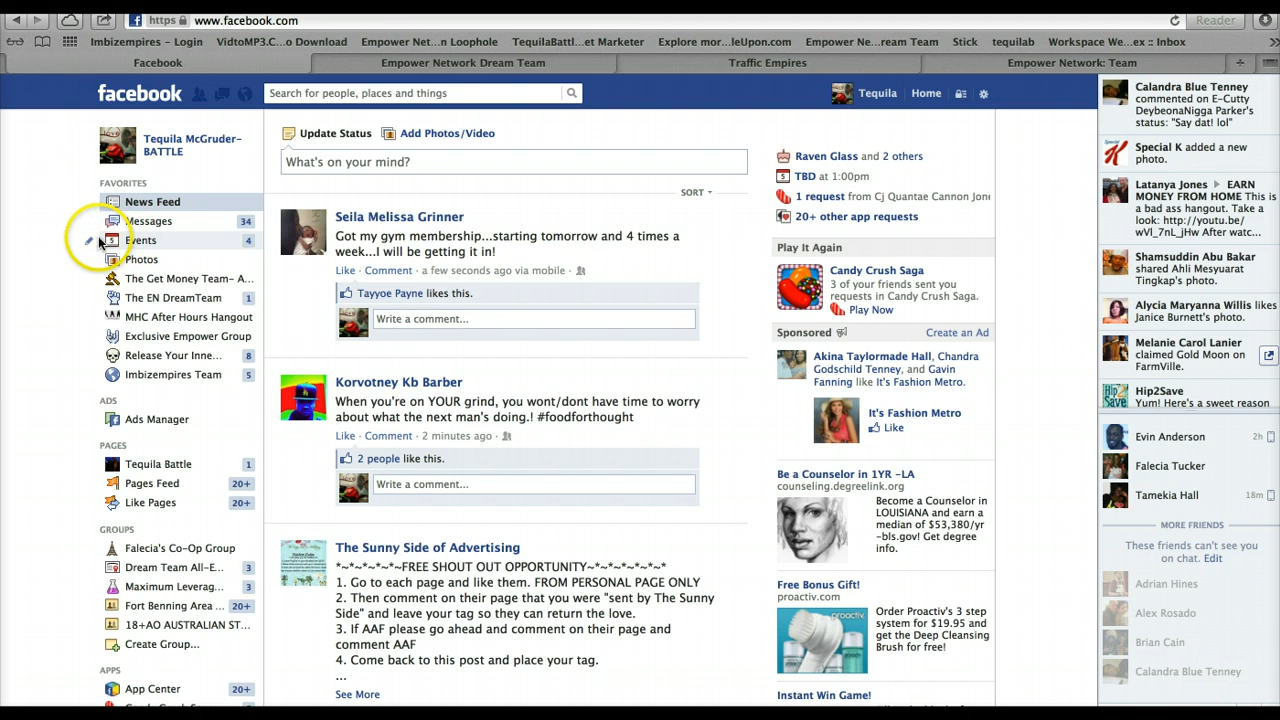 https www.facebook.com Reader
Imbizempires - Login VidtoMP3.C...o Download Empower Net...n Loophole TequilaBattl...et Marketer Explore mor...leUpon.com Empower Ne...ream Team Stick tequilab Workspace We...ex :: Inbox
Facebook Empower Network Dream Team Traffic Empires Empower Network: Team
facebook Search for people, places and things Tequila Home
Tequila McGruder-
BATTLE
FAVORITES
News Feed
Messages 34
5 Events 4
Photos
The Get Money Team- A...
The EN DreamTeam 1
MHC After Hours Hangout
Exclusive Empower Group
Release Your Inne... 8
Imbizempires Team 5
ADS
Ads Manager
PAGES
Tequila Battle 1
Pages Feed 20+
Like Pages 20+
GROUPS
Falecia's Co-Op Group
Dream Team All-E... 3
Maximum Leverag... 3
Fort Benning Area ... 20+
18+AO AUSTRALIAN ST...
Create Group...
APPS
App Center 20+
Update Status Add Photos/Video
What's on your mind?
SORT
Seila Melissa Grinner
Got my gym membership...starting tomorrow and 4 times a
week...I will be getting it in!
Like · Comment · a few seconds ago via mobile ·
Tayyoe Payne likes this.
Write a comment...
Korvotney Kb Barber
When you're on YOUR grind, you wont/dont have time to worry
about what the next man's doing.! #foodforthought
Like · Comment · 2 minutes ago ·
2 people like this.
Write a comment...
The Sunny Side of Advertising
*~*~*~*~*~FREE SHOUT OUT OPPORTUNITY~*~*~*~*~*
1. Go to each page and like them. FROM PERSONAL PAGE ONLY
2. Then comment on their page that you were "sent by The Sunny
Side" and leave your tag so they can return the love.
3. If AAF please go ahead and comment on their page and
comment AAF
4. Come back to this post and place your tag.
...
See More
Raven Glass and 2 others
5 TBD at 1:00pm
1 request from Cj Quantae Cannon Jone
20+ other app requests
Play It Again
Candy Crush Saga
3 of your friends sent you
requests in Candy Crush Saga.
Play Now
Sponsored Create an Ad
Akina Taylormade Hall, Chandra
Godschild Tenney, and Gavin
Fanning like It's Fashion Metro.
It's Fashion Metro
Like
Be a Counselor in 1YR -LA
counseling.degreelink.org
Become a Counselor in
LOUISIANA and earn a
median of $53,380/yr
-bls.gov! Get degree
info.
Free Bonus Gift!
proactiv.com
Order Proactiv's 3 step
system for $19.95 and
get the Deep Cleansing
Brush for free!
proactiv
Instant Win Game!
Calandra Blue Tenney
commented on E-Cutty
DeybeonaNigga Parker's
status: "Say dat! lol"
Special K added a new
photo.
Latanya Jones ▸ EARN
MONEY FROM HOME This
is a bad ass hangout. Take a
look: http://youtu.be/
wVl_7nL_jHw After watc...
Shamsuddin Abu Bakar
shared Ahli Mesyuarat
Tingkap's photo.
Alycia Maryanna Willis likes
Janice Burnett's photo.
Melanie Carol Lanier
claimed Gold Moon on
FarmVille.
Hip2Save
Yum! Here's a sweet reason
Evin Anderson 2h
Falecia Tucker
Tamekia Hall 18m
MORE FRIENDS
These friends can't see you
on chat. Edit
Adrian Hines
Alex Rosado
Brian Cain
Calandra Blue Tenney